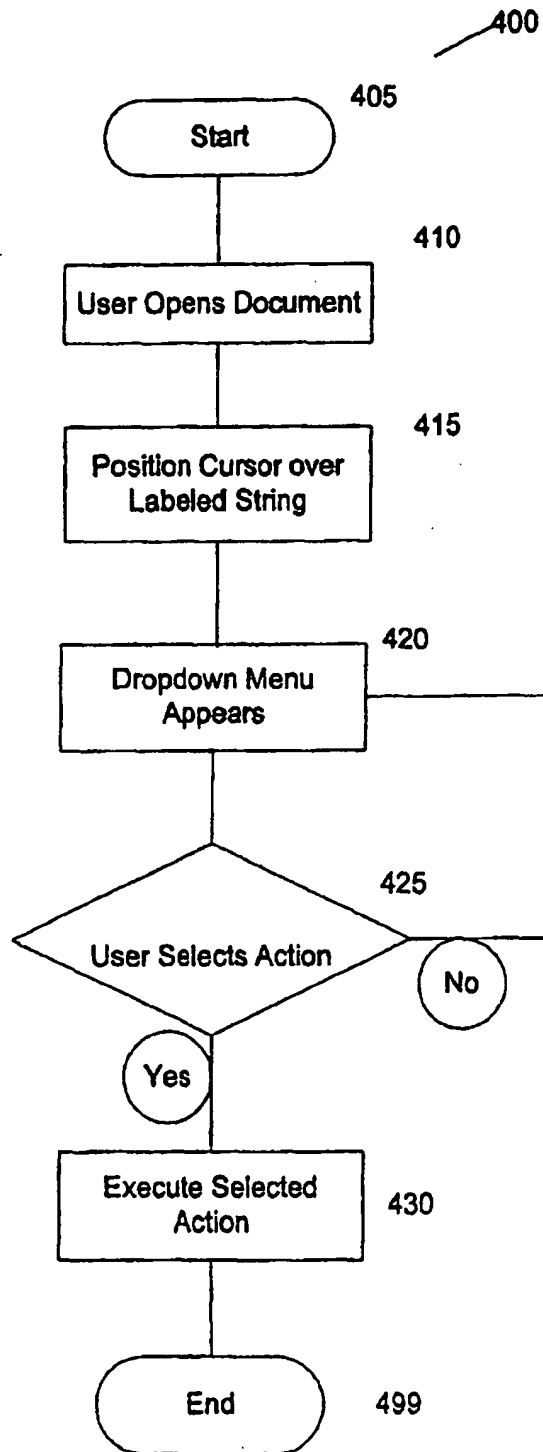 400
405
Start
410
User Opens Document
415
Position Cursor over
Labeled String
420
Dropdown Menu
Appears
425
User Selects Action
No
Yes
Execute Selected
Action
430
End
499